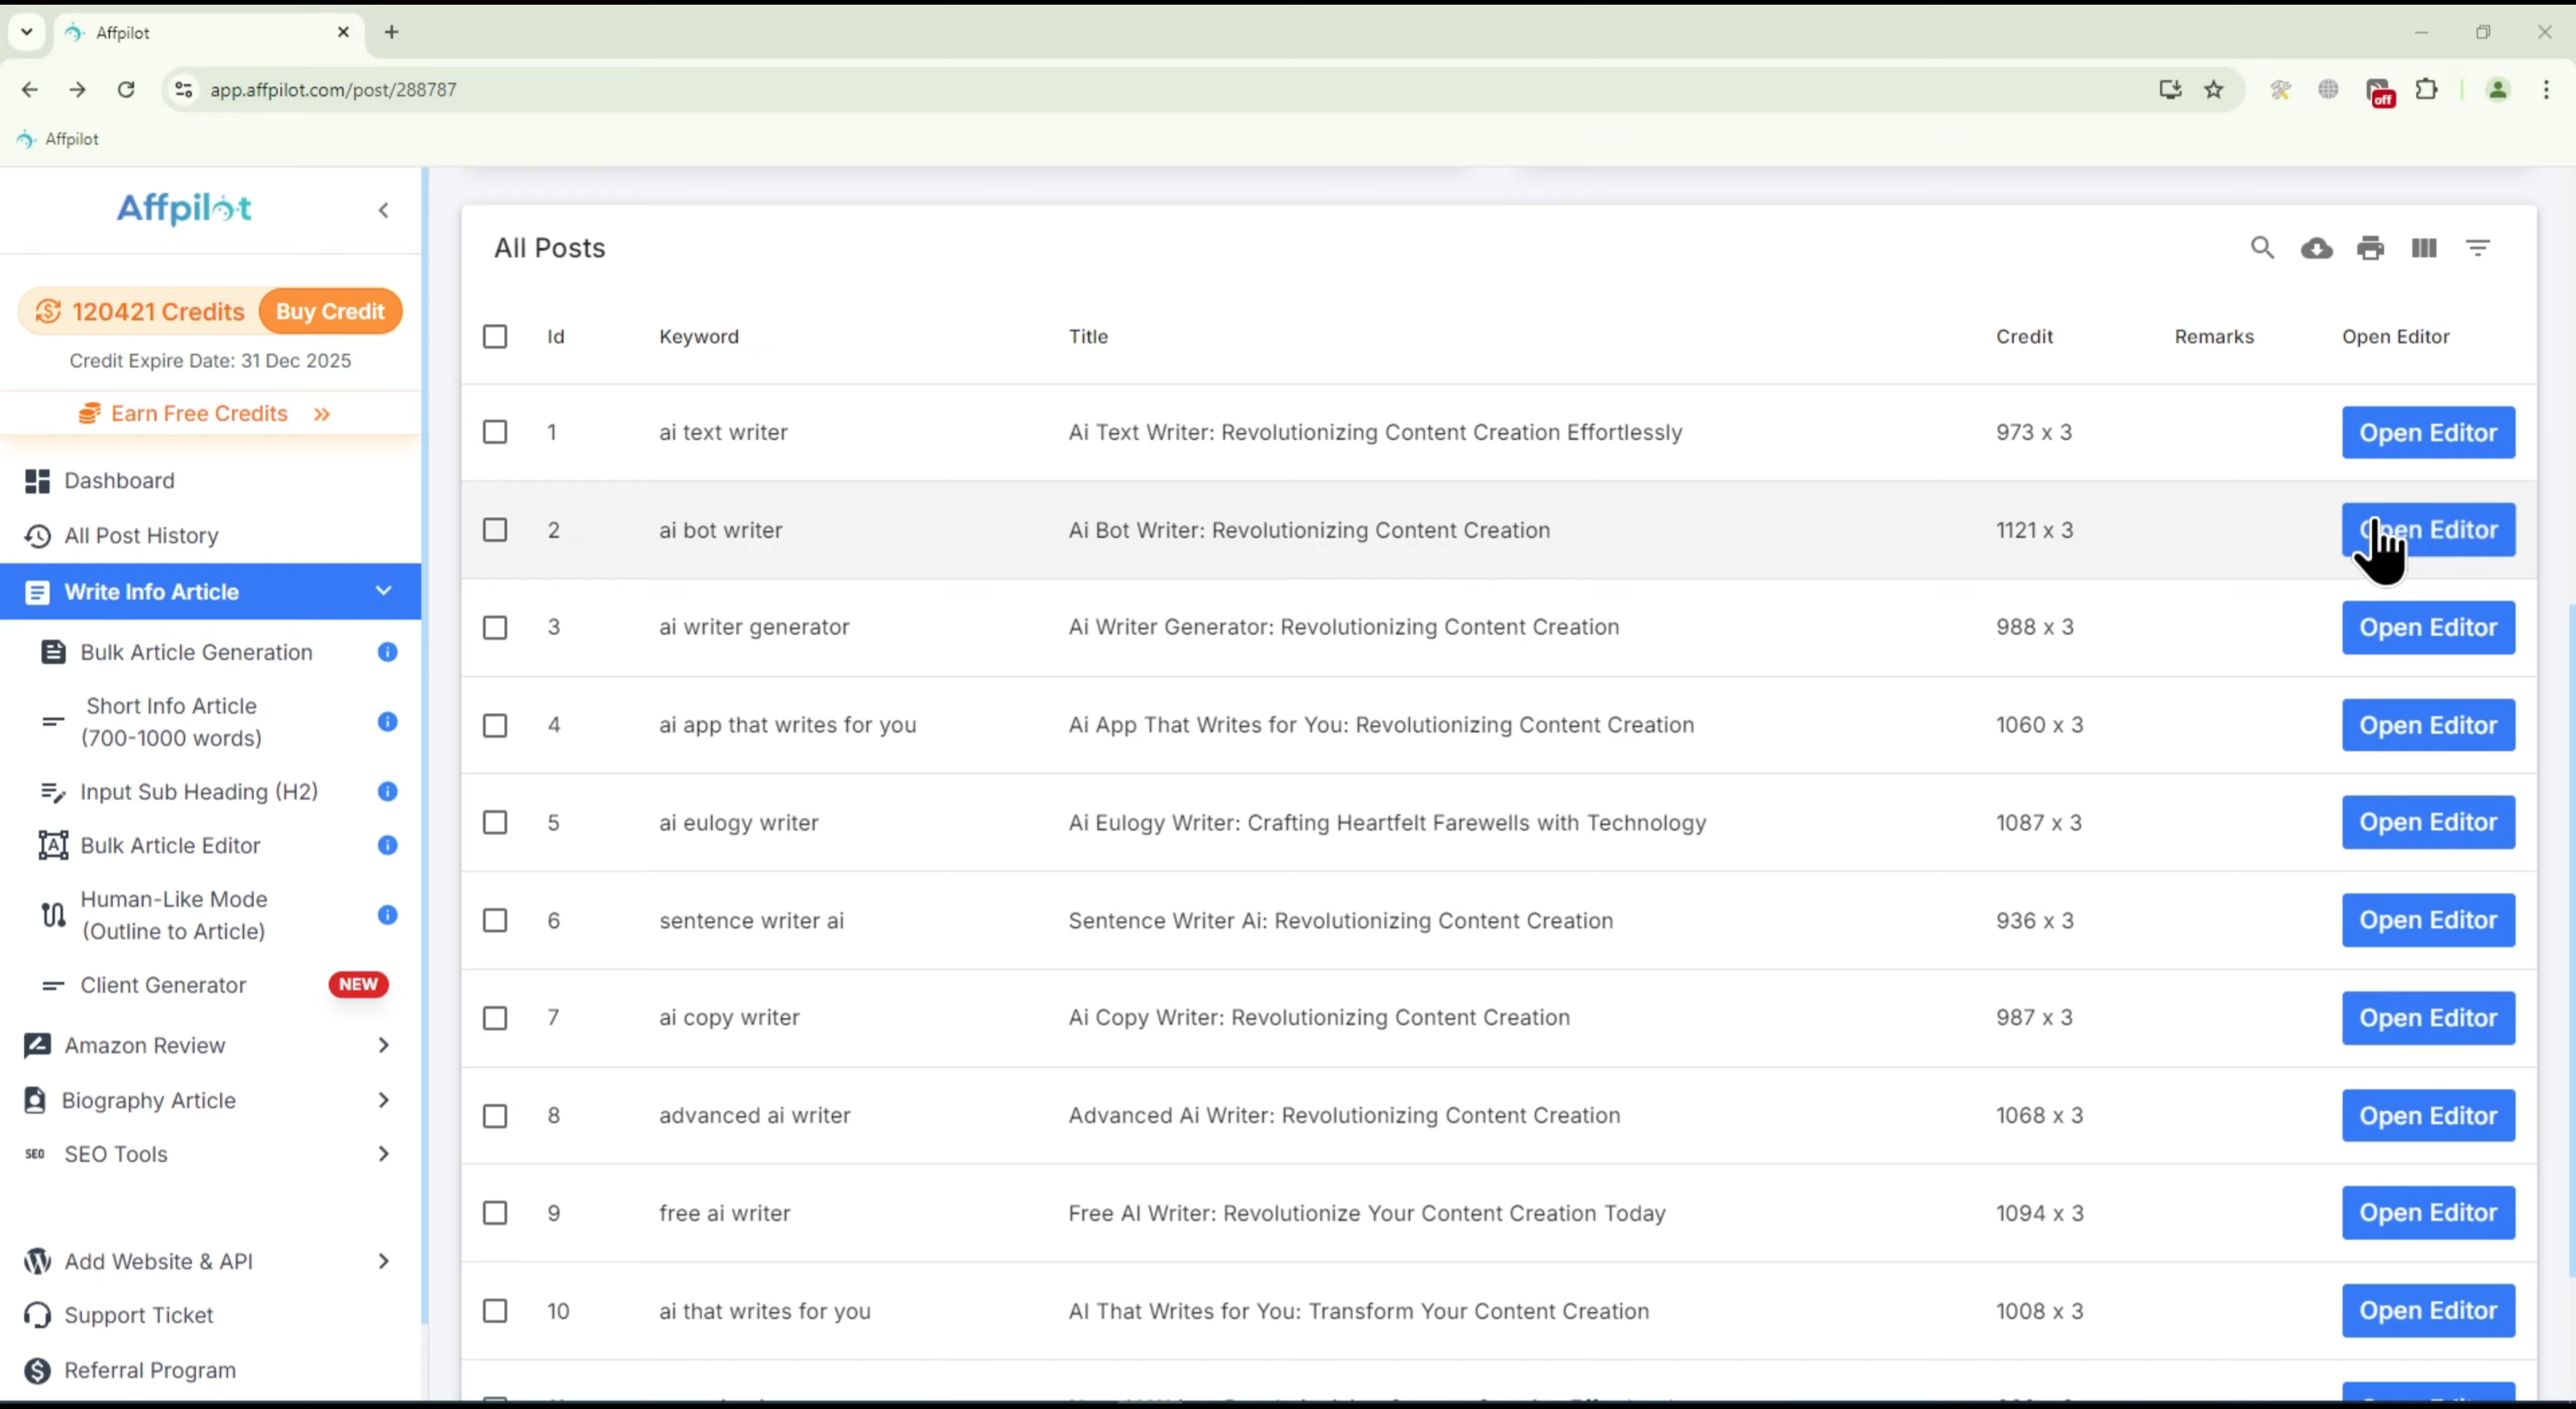 Affpilot
app.affpilot.com/post/288787
off
Affpilot
Affpilot
120421 Credits Buy Credit
Credit Expire Date: 31 Dec 2025
Earn Free Credits
Dashboard
All Post History
Write Info Article
Bulk Article Generation
Short Info Article
(700-1000 words)
Input Sub Heading (H2)
Bulk Article Editor
Human-Like Mode
(Outline to Article)
Client Generator NEW
Amazon Review
Biography Article
SEO SEO Tools
Add Website & API
Support Ticket
Referral Program
All Posts
Id Keyword Title Credit Remarks Open Editor
1 ai text writer Ai Text Writer: Revolutionizing Content Creation Effortlessly 973 x 3 Open Editor
2 ai bot writer Ai Bot Writer: Revolutionizing Content Creation 1121 x 3 Open Editor
3 ai writer generator Ai Writer Generator: Revolutionizing Content Creation 988 x 3 Open Editor
4 ai app that writes for you Ai App That Writes for You: Revolutionizing Content Creation 1060 x 3 Open Editor
5 ai eulogy writer Ai Eulogy Writer: Crafting Heartfelt Farewells with Technology 1087 x 3 Open Editor
6 sentence writer ai Sentence Writer Ai: Revolutionizing Content Creation 936 x 3 Open Editor
7 ai copy writer Ai Copy Writer: Revolutionizing Content Creation 987 x 3 Open Editor
8 advanced ai writer Advanced Ai Writer: Revolutionizing Content Creation 1068 x 3 Open Editor
9 free ai writer Free AI Writer: Revolutionize Your Content Creation Today 1094 x 3 Open Editor
10 ai that writes for you AI That Writes for You: Transform Your Content Creation 1008 x 3 Open Editor